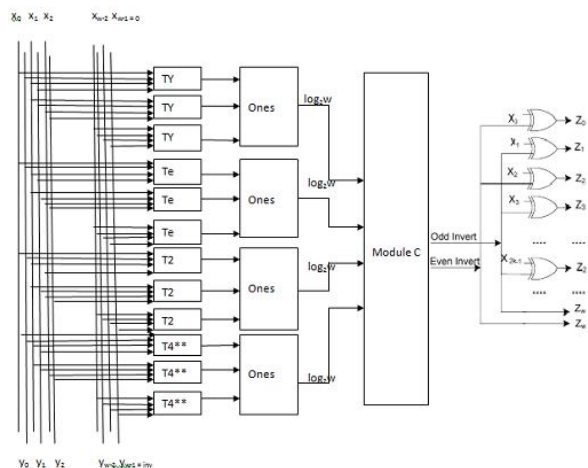 X0 X1 X2 Xw-2 Xw-1 = 0
TY
TY
TY
Ones
log2w
Te
Te
Te
Ones
log2w
T2
T2
T2
Ones
log2w
T4**
T4**
T4**
Ones
log2w
Module C
Odd Invert
Even Invert
X0
X1
X2
X3
X2k-1
Z0
Z1
Z2
Z3
....
....
Z2
....
....
Zw
Zw
y0 y1 y2 yw-2 yw-1 = inv